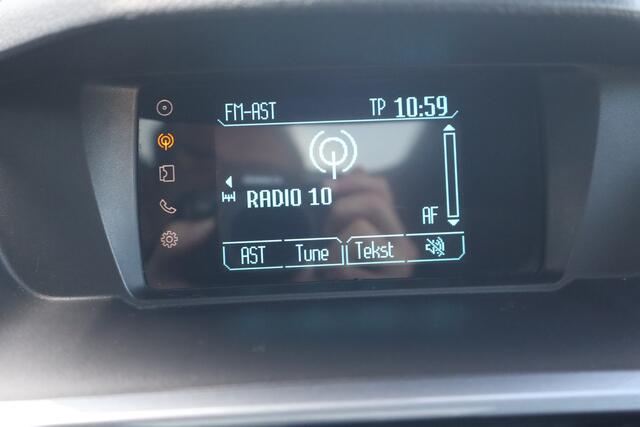 FM-AST TP 10:59
RADIO 10
AF
AST Tune Tekst